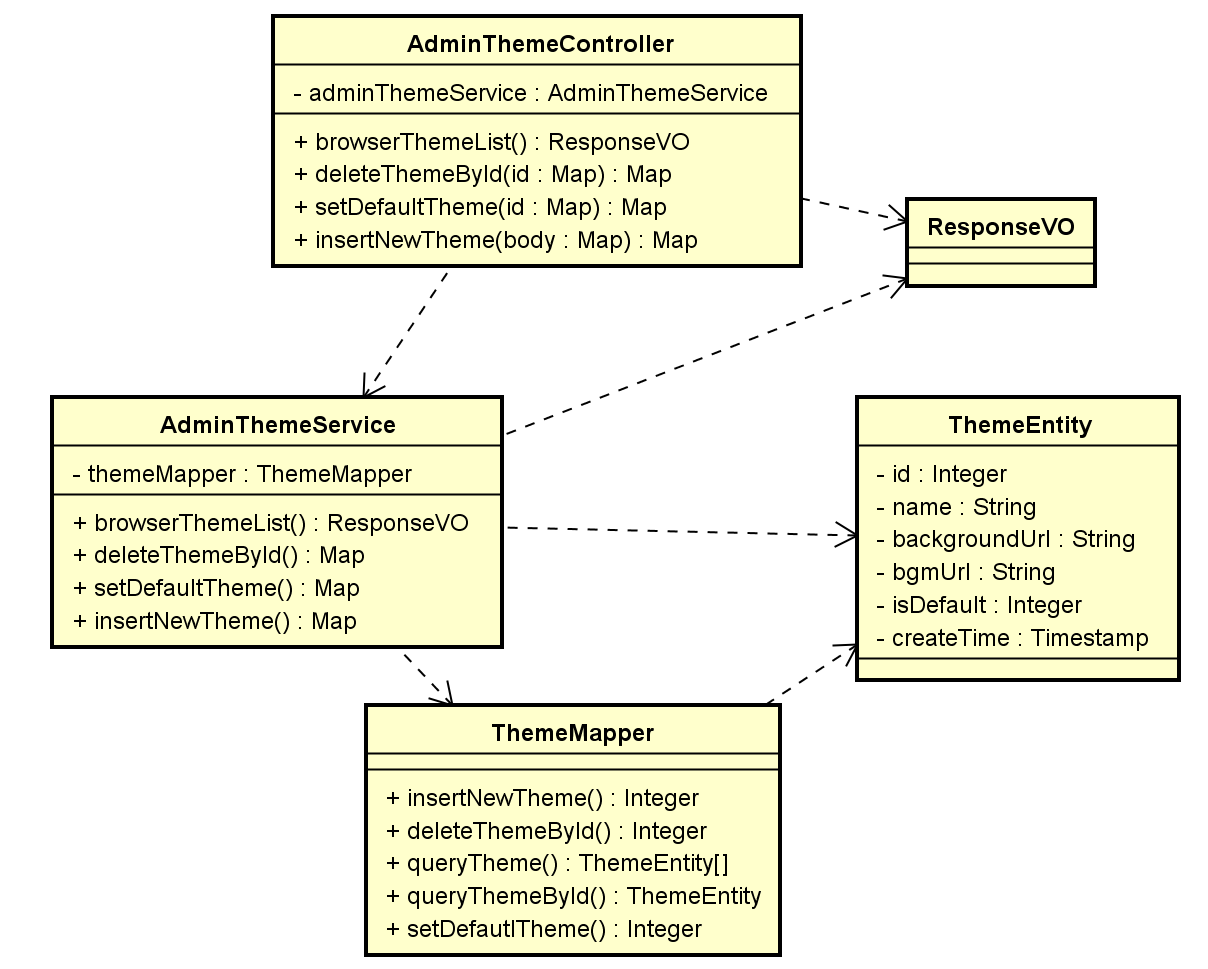 AdminThemeController
- adminThemeService : AdminThemeService
+ browserThemeList() : ResponseVO
+ deleteThemeById(id : Map) : Map
+ setDefaultTheme(id : Map) : Map
+ insertNewTheme(body : Map) : Map
ResponseVO
AdminThemeService
- themeMapper : ThemeMapper
+ browserThemeList() : ResponseVO
+ deleteThemeById() : Map
+ setDefaultTheme() : Map
+ insertNewTheme() : Map
ThemeEntity
- id : Integer
- name : String
- backgroundUrl : String
- bgmUrl : String
- isDefault : Integer
- createTime : Timestamp
ThemeMapper
+ insertNewTheme() : Integer
+ deleteThemeById() : Integer
+ queryTheme() : ThemeEntity[]
+ queryThemeById() : ThemeEntity
+ setDefautlTheme() : Integer